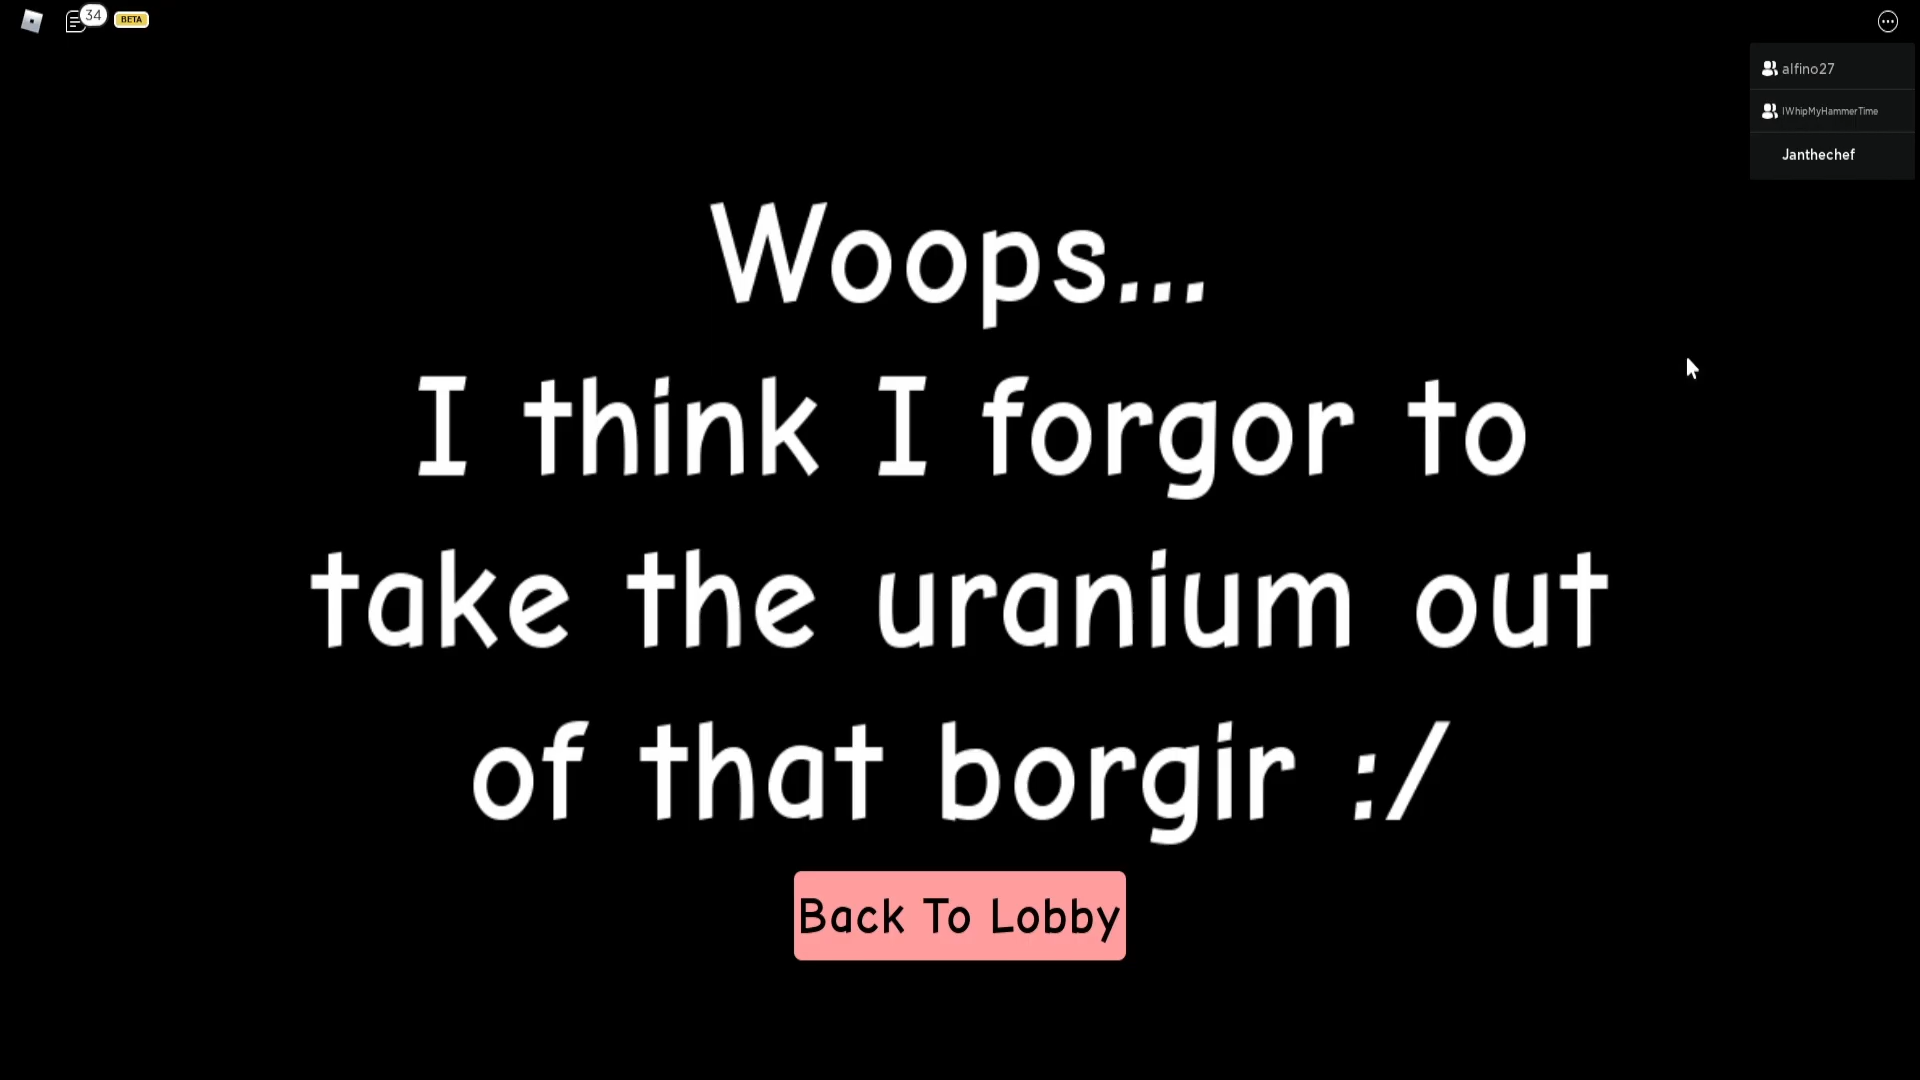 34
BETA
alfino27
IWhipMyHammerTime
Janthechef
Woops...
I think I forgor to
take the uranium out
of that borgir :/
Back To Lobby